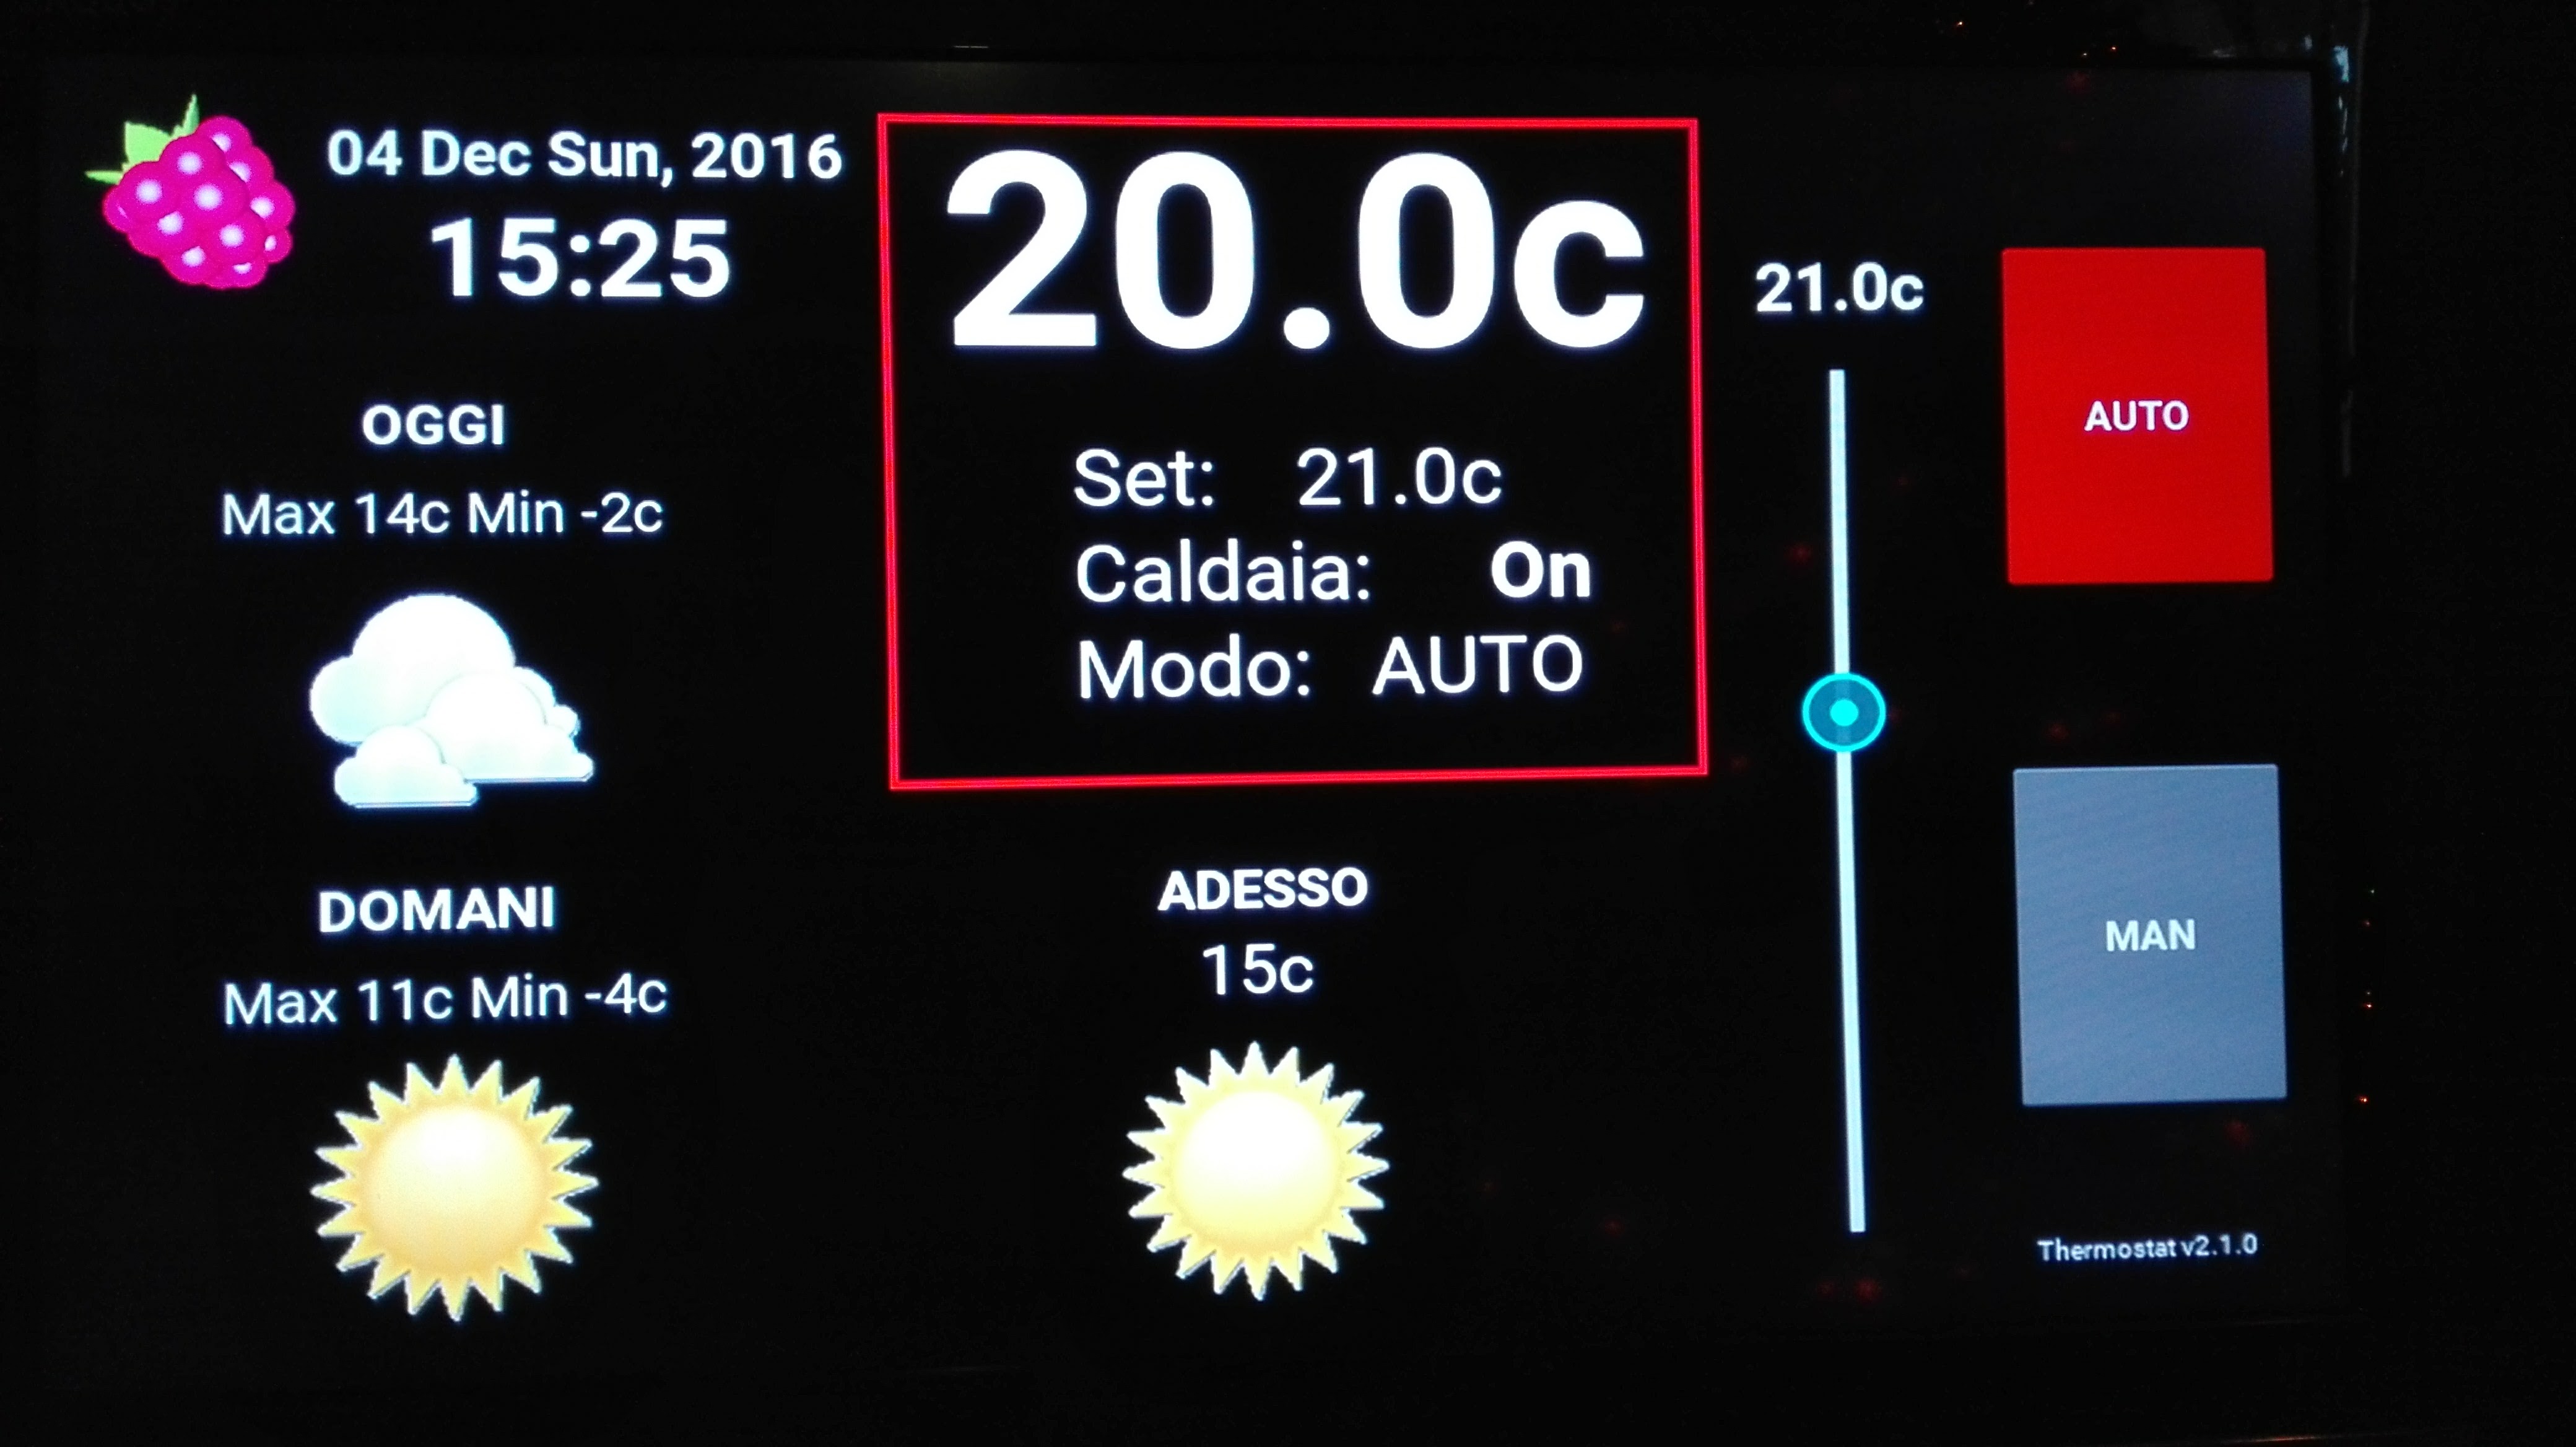 04 Dec Sun, 2016
15:25
OGGI
Max 14c Min -2c
DOMANI
Max 11c Min -4c
20.0c
Set: 21.0c
Caldaia: On
Modo: AUTO
ADESSO
15c
21.0c
AUTO
MAN
Thermostat v2.1.0